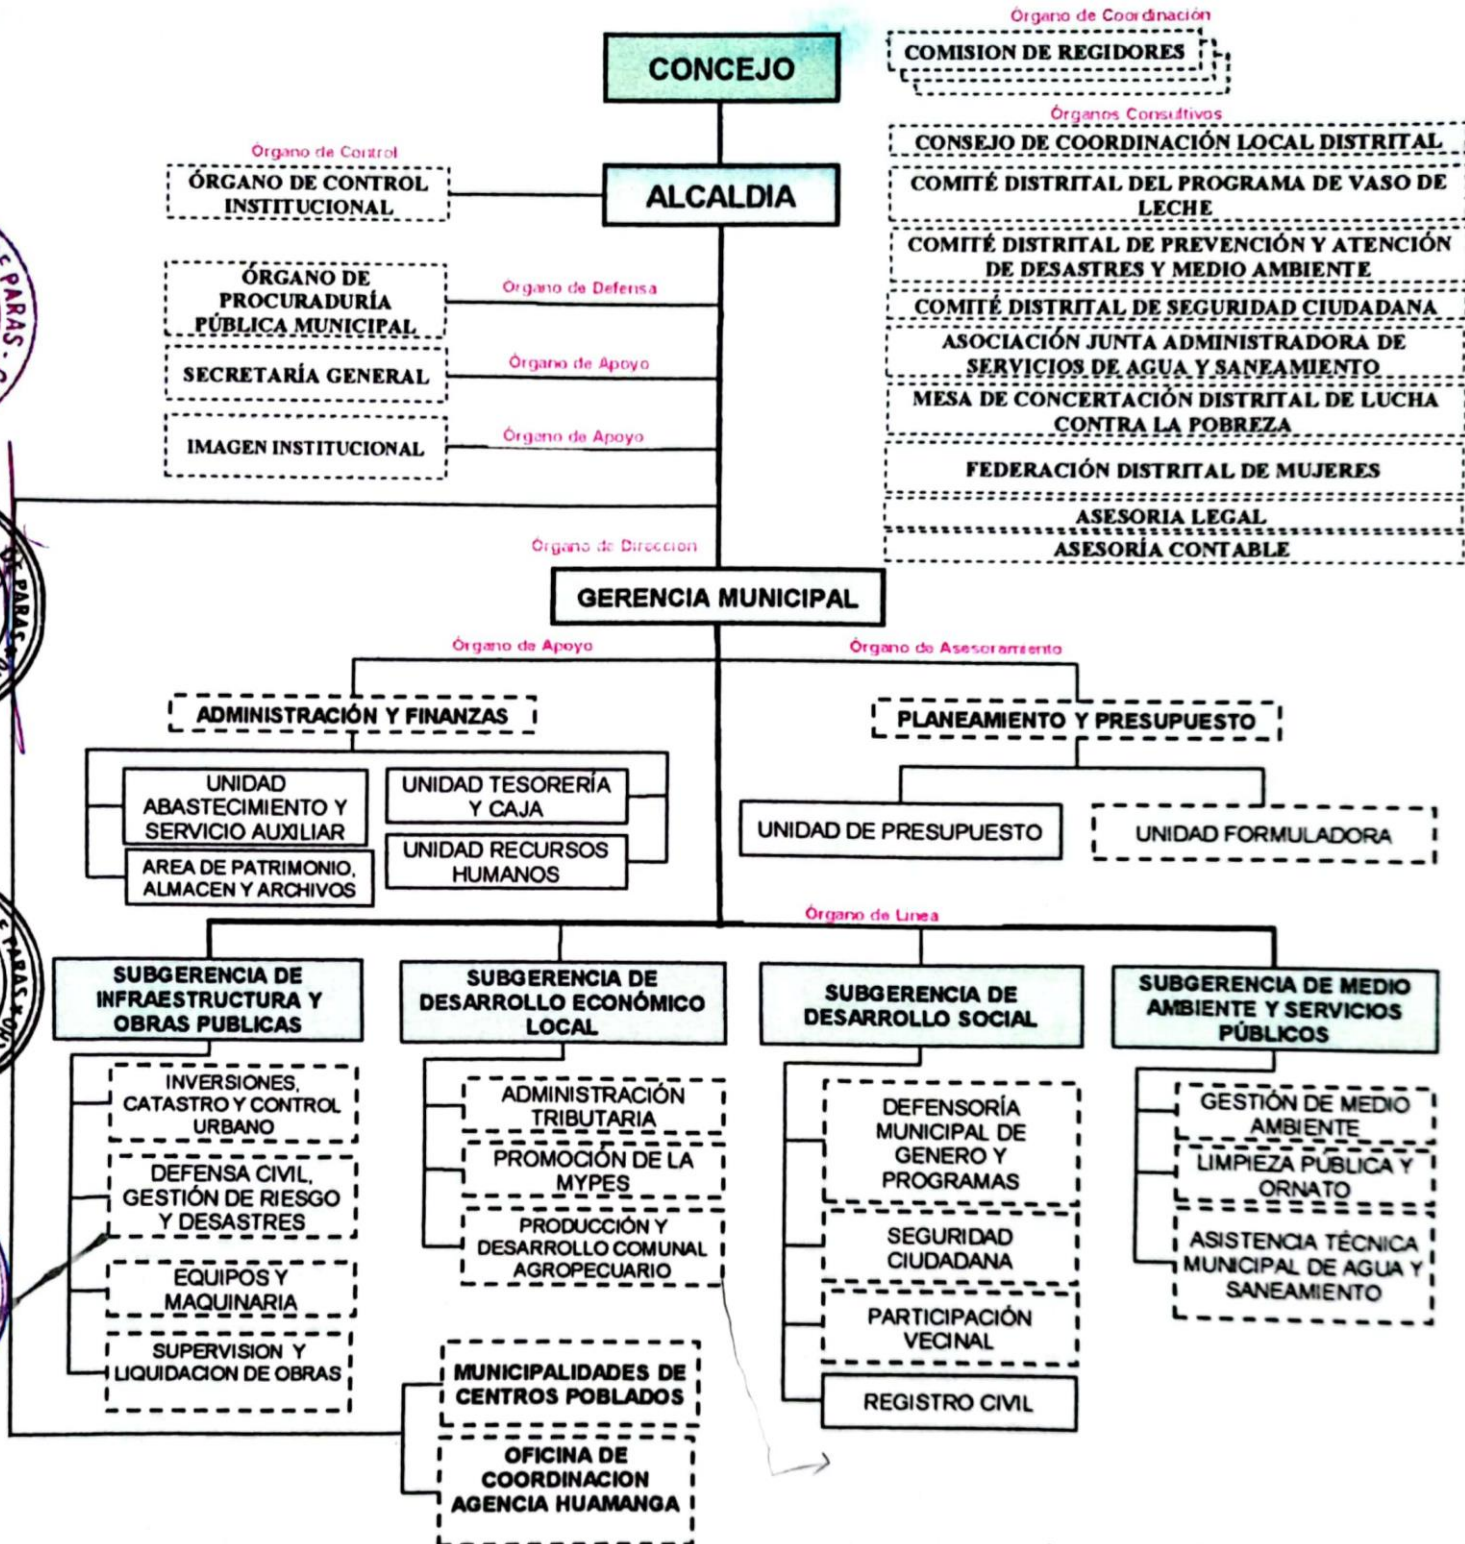 Órgano de Coordinación
CONCEJO
COMISION DE REGIDORES
Órganos Consultivos
CONSEJO DE COORDINACIÓN LOCAL DISTRITAL
COMITÉ DISTRITAL DEL PROGRAMA DE VASO DE
LECHE
COMITÉ DISTRITAL DE PREVENCIÓN Y ATENCIÓN
DE DESASTRES Y MEDIO AMBIENTE
COMITÉ DISTRITAL DE SEGURIDAD CIUDADANA
ASOCIACIÓN JUNTA ADMINISTRADORA DE
SERVICIOS DE AGUA Y SANEAMIENTO
MESA DE CONCERTACIÓN DISTRITAL DE LUCHA
CONTRA LA POBREZA
FEDERACIÓN DISTRITAL DE MUJERES
ASESORIA LEGAL
ASESORÍA CONTABLE
Órgano de Control
ÓRGANO DE CONTROL
INSTITUCIONAL
ALCALDIA
ÓRGANO DE
PROCURADURÍA
PÚBLICA MUNICIPAL
Órgano de Defensa
SECRETARÍA GENERAL
Órgano de Apoyo
IMAGEN INSTITUCIONAL
Órgano de Apoyo
Órgano de Dirección
GERENCIA MUNICIPAL
Órgano de Apoyo
Órgano de Asesoramiento
ADMINISTRACIÓN Y FINANZAS
PLANEAMIENTO Y PRESUPUESTO
UNIDAD
ABASTECIMIENTO Y
SERVICIO AUXILIAR
UNIDAD TESORERÍA
Y CAJA
AREA DE PATRIMONIO,
ALMACEN Y ARCHIVOS
UNIDAD RECURSOS
HUMANOS
UNIDAD DE PRESUPUESTO
UNIDAD FORMULADORA
Órgano de Linea
SUBGERENCIA DE
INFRAESTRUCTURA Y
OBRAS PUBLICAS
INVERSIONES,
CATASTRO Y CONTROL
URBANO
DEFENSA CIVIL,
GESTIÓN DE RIESGO
Y DESASTRES
EQUIPOS Y
MAQUINARIA
SUPERVISION Y
LIQUIDACION DE OBRAS
SUBGERENCIA DE
DESARROLLO ECONÓMICO
LOCAL
ADMINISTRACIÓN
TRIBUTARIA
PROMOCIÓN DE LA
MYPES
PRODUCCIÓN Y
DESARROLLO COMUNAL
AGROPECUARIO
SUBGERENCIA DE
DESARROLLO SOCIAL
DEFENSORÍA
MUNICIPAL DE
GENERO Y
PROGRAMAS
SEGURIDAD
CIUDADANA
PARTICIPACIÓN
VECINAL
REGISTRO CIVIL
SUBGERENCIA DE MEDIO
AMBIENTE Y SERVICIOS
PÚBLICOS
GESTIÓN DE MEDIO
AMBIENTE
LIMPIEZA PÚBLICA Y
ORNATO
ASISTENCIA TÉCNICA
MUNICIPAL DE AGUA Y
SANEAMIENTO
MUNICIPALIDADES DE
CENTROS POBLADOS
OFICINA DE
COORDINACION
AGENCIA HUAMANGA
PARAS
DE PARAS
PARAS